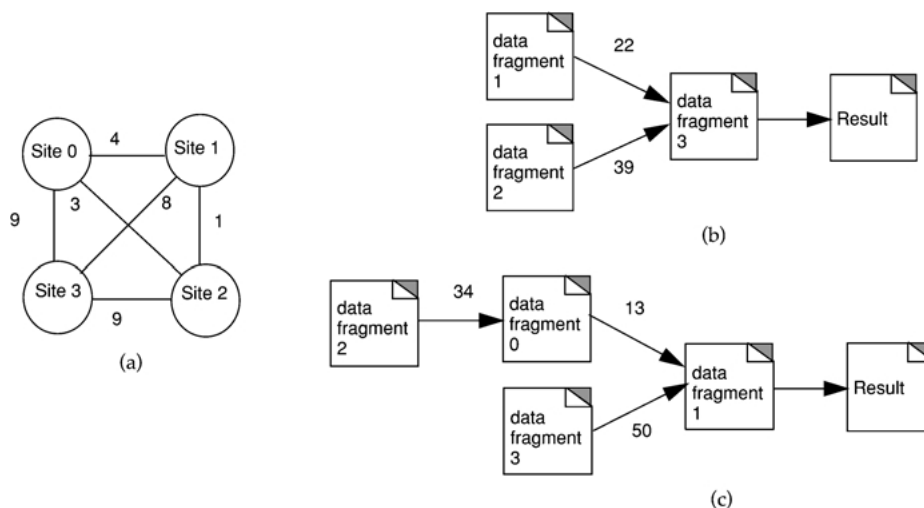 Site 0
4
Site 1
9
3
8
1
Site 3
9
Site 2
(a)
data
fragment
1
22
data
fragment
2
39
data
fragment
3
Result
(b)
data
fragment
2
34
data
fragment
0
13
data
fragment
3
50
data
fragment
1
Result
(c)